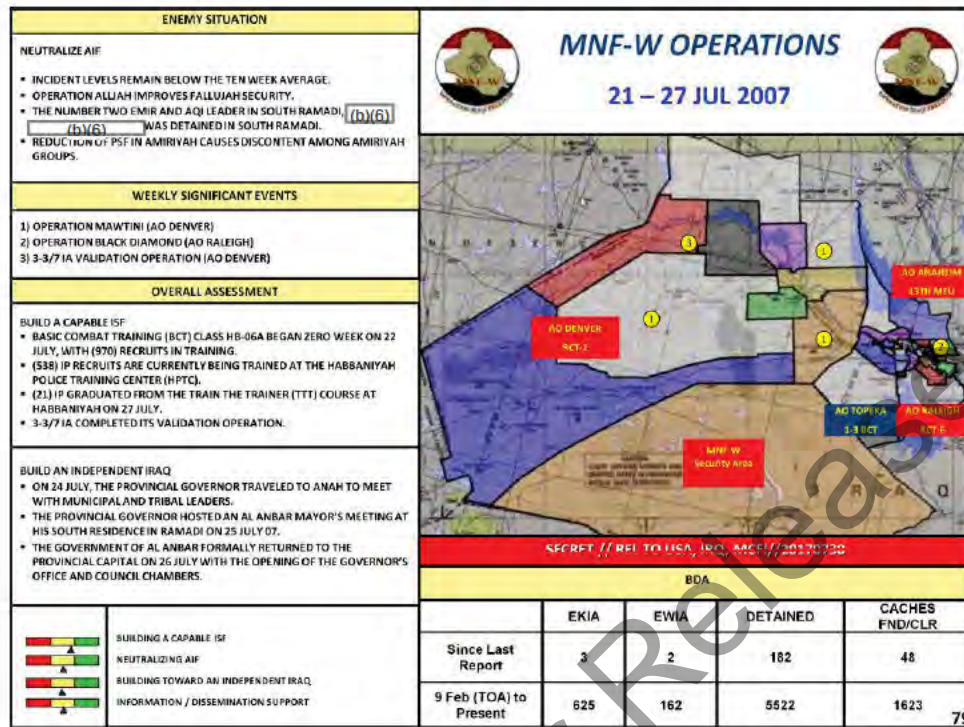 ENEMY SITUATION
NEUTRALIZE AIF
▪ INCIDENT LEVELS REMAIN BELOW THE TEN WEEK AVERAGE.
▪ OPERATION ALLJAH IMPROVES FALLUJAH SECURITY.
▪ THE NUMBER TWO EMIR AND AQI LEADER IN SOUTH RAMADI, (b)(6)
(b)(6) WAS DETAINED IN SOUTH RAMADI.
▪ REDUCTION OF PSF IN AMIRIYAH CAUSES DISCONTENT AMONG AMIRIYAH
GROUPS.
WEEKLY SIGNIFICANT EVENTS
1) OPERATION MAWTINI (AO DENVER)
2) OPERATION BLACK DIAMOND (AO RALEIGH)
3) 3-3/7 IA VALIDATION OPERATION (AO DENVER)
OVERALL ASSESSMENT
BUILD A CAPABLE ISF
▪ BASIC COMBAT TRAINING (BCT) CLASS HB-06A BEGAN ZERO WEEK ON 22
JULY, WITH (970) RECRUITS IN TRAINING.
▪ (538) IP RECRUITS ARE CURRENTLY BEING TRAINED AT THE HABBANIYAH
POLICE TRAINING CENTER (HPTC).
▪ (21) IP GRADUATED FROM THE TRAIN THE TRAINER (TTT) COURSE AT
HABBANIYAH ON 27 JULY.
▪ 3-3/7 IA COMPLETED ITS VALIDATION OPERATION.
BUILD AN INDEPENDENT IRAQ
▪ ON 24 JULY, THE PROVINCIAL GOVERNOR TRAVELED TO ANAH TO MEET
WITH MUNICIPAL AND TRIBAL LEADERS.
▪ THE PROVINCIAL GOVERNOR HOSTED AN AL ANBAR MAYOR'S MEETING AT
HIS SOUTH RESIDENCE IN RAMADI ON 25 JULY 07.
▪ THE GOVERNMENT OF AL ANBAR FORMALLY RETURNED TO THE
PROVINCIAL CAPITAL ON 26 JULY WITH THE OPENING OF THE GOVERNOR'S
OFFICE AND COUNCIL CHAMBERS.
BUILDING A CAPABLE ISF
NEUTRALIZING AIF
BUILDING TOWARD AN INDEPENDENT IRAQ
INFORMATION / DISSEMINATION SUPPORT
MNF-W OPERATIONS
21 – 27 JUL 2007
MNF-W
MNF-W
3
1
AO ANAHEIM
13TH MEU
AO DENVER
RCT-2
1
1
2
AO TOPEKA
1-3 BCT
AO RALEIGH
RCT-6
MNF-W
Security Area
I R A Q
SECRET // REL TO USA, IRQ, MCFI//20170730
BDA
EKIA EWIA DETAINED CACHES FND/CLR
Since Last Report 3 2 182 48
9 Feb (TOA) to Present 625 162 5522 1623
Release